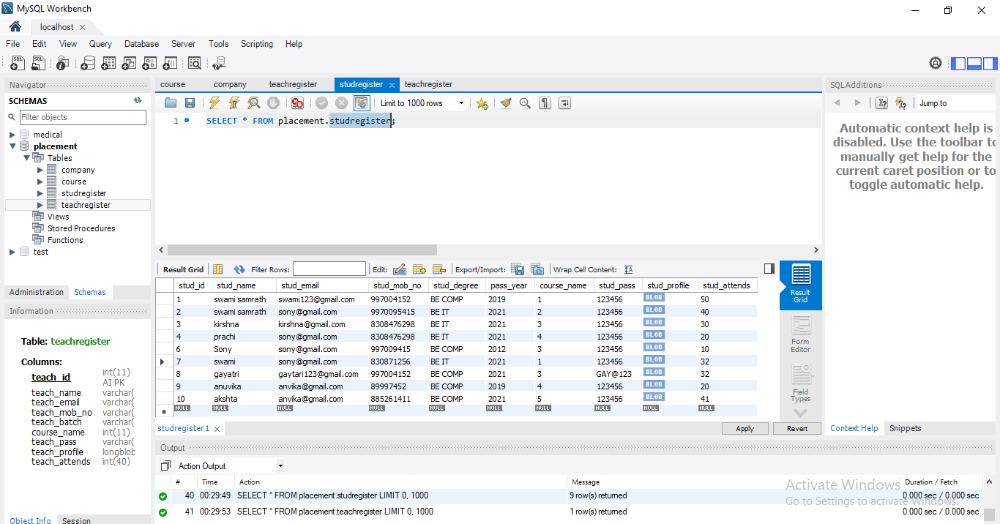 MySQL Workbench
localhost
File Edit View Query Database Server Tools Scripting Help
Navigator
SCHEMAS
Filter objects
medical
placement
Tables
company
course
studregister
teachregister
Views
Stored Procedures
Functions
test
Administration Schemas
Information
Table: teachregister
Columns:
teach_id int(11)
AI PK
teach_name varchar(
teach_email varchar(
teach_mob_no varchar(
teach_batch varchar(
course_name int(11)
teach_pass varchar(
teach_profile longblob
teach_attends int(40)
Object Info Session
course company teachregister studregister teachregister
Limit to 1000 rows
1 SELECT * FROM placement.studregister;
Result Grid Filter Rows: Edit: Export/Import: Wrap Cell Content:
stud_id stud_name stud_email stud_mob_no stud_degree pass_year course_name stud_pass stud_profile stud_attends
1 swami samrath swami123@gmail.com 997004152 BE COMP 2019 1 123456 BLOB 50
2 swami samrath sony@gmail.com 9970095415 BE IT 2021 2 123456 BLOB 40
3 kirshna kirshna@gmail.com 8308476298 BE IT 2021 3 123456 BLOB 30
4 prachi sony@gmail.com 8308476298 BE IT 2021 4 123456 BLOB 20
6 Sony sony@gmail.com 997009415 BE COMP 2012 3 123456 BLOB 10
7 swami sony@gmail.com 830871256 BE IT 2021 1 123456 BLOB 32
8 gayatri gaytari123@gmail.com 997004152 BE COMP 2021 3 GAY@123 BLOB 32
9 anuvika anvika@gmail.com 89997452 BE COMP 2019 4 123456 BLOB 20
10 akshta anvika@gmail.com 885261411 BE COMP 2021 5 123456 BLOB 41
NULL NULL NULL NULL NULL NULL NULL NULL NULL NULL
Result
Grid
Form
Editor
Field
Types
studregister 1
Apply Revert
SQLAdditions
Jump to
Automatic context help is
disabled. Use the toolbar to
manually get help for the
current caret position or to
toggle automatic help.
Context Help Snippets
Output
Action Output
# Time Action Message Duration / Fetch
40 00:29:49 SELECT * FROM placement.studregister LIMIT 0, 1000 9 row(s) returned 0.000 sec / 0.000 sec
41 00:29:53 SELECT * FROM placement.teachregister LIMIT 0, 1000 1 row(s) returned 0.000 sec / 0.000 sec
Activate Windows
Go to Settings to activate Windows.